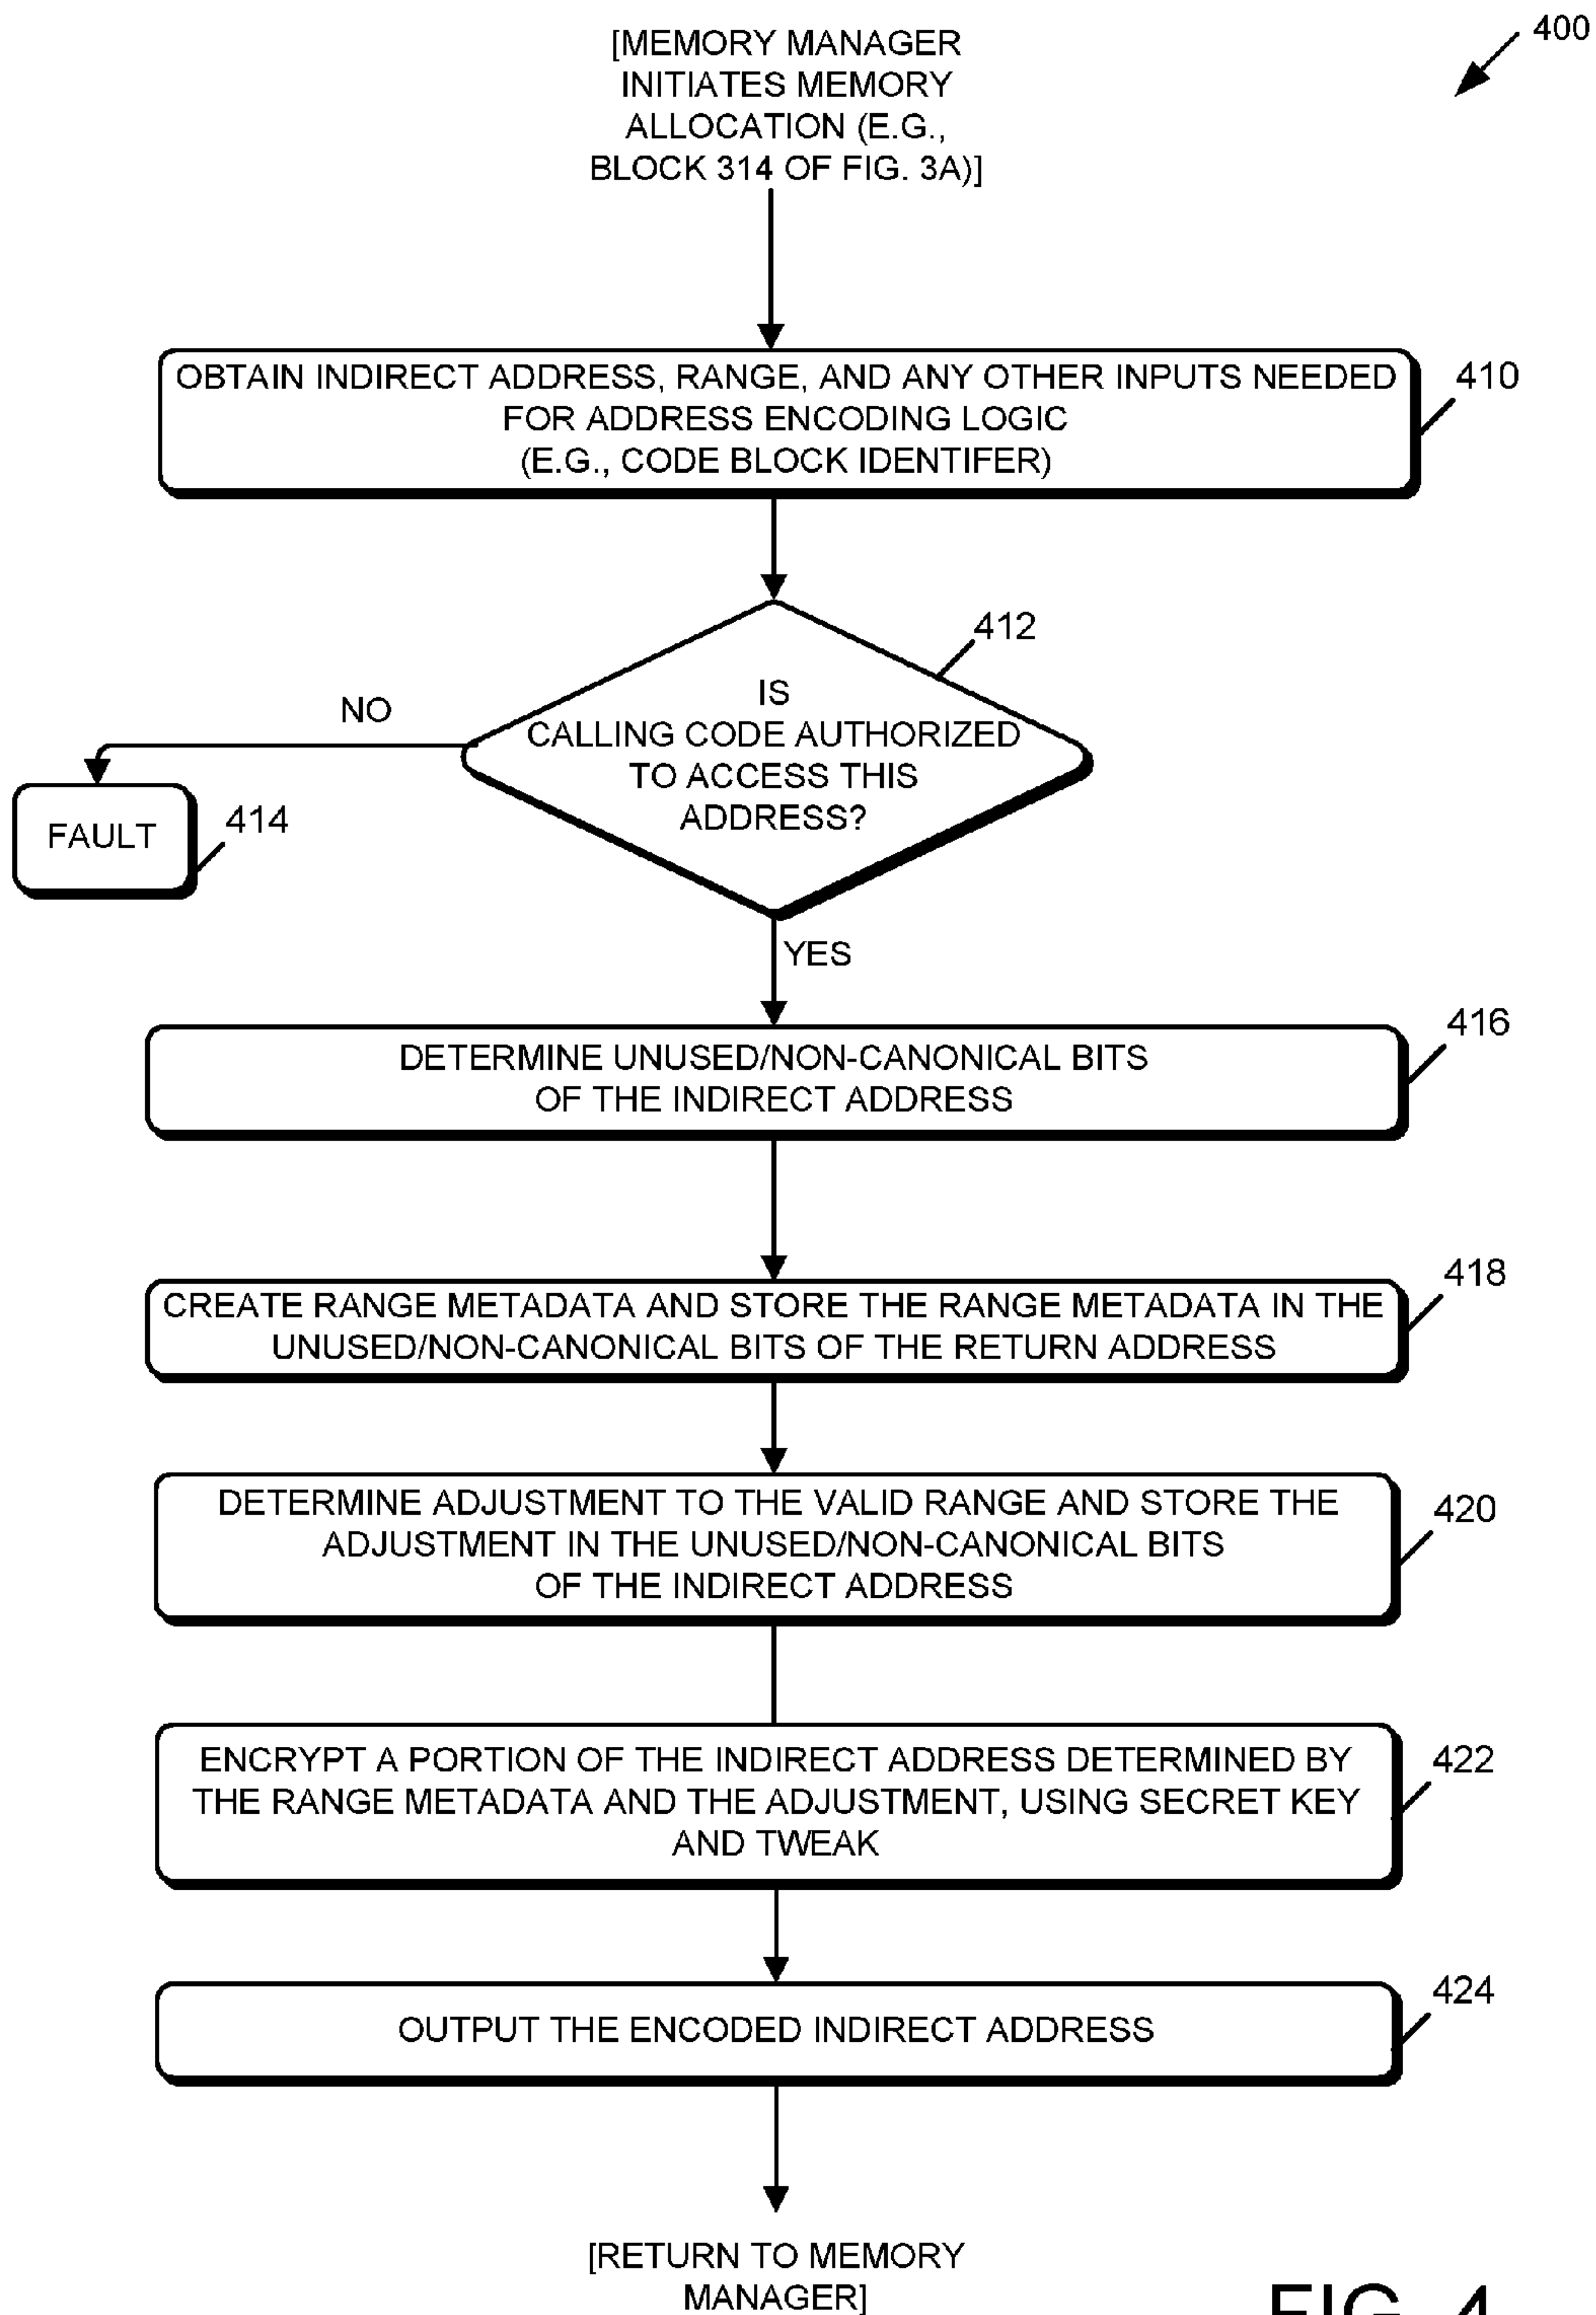 400
[MEMORY MANAGER
INITIATES MEMORY
ALLOCATION (E.G.,
BLOCK 314 OF FIG. 3A)]
OBTAIN INDIRECT ADDRESS, RANGE, AND ANY OTHER INPUTS NEEDED
FOR ADDRESS ENCODING LOGIC
(E.G., CODE BLOCK IDENTIFER)
410
412
IS
CALLING CODE AUTHORIZED
TO ACCESS THIS
ADDRESS?
NO
FAULT
414
YES
DETERMINE UNUSED/NON-CANONICAL BITS
OF THE INDIRECT ADDRESS
416
CREATE RANGE METADATA AND STORE THE RANGE METADATA IN THE
UNUSED/NON-CANONICAL BITS OF THE RETURN ADDRESS
418
DETERMINE ADJUSTMENT TO THE VALID RANGE AND STORE THE
ADJUSTMENT IN THE UNUSED/NON-CANONICAL BITS
OF THE INDIRECT ADDRESS
420
ENCRYPT A PORTION OF THE INDIRECT ADDRESS DETERMINED BY
THE RANGE METADATA AND THE ADJUSTMENT, USING SECRET KEY
AND TWEAK
422
OUTPUT THE ENCODED INDIRECT ADDRESS
424
[RETURN TO MEMORY
MANAGER]
FIG. 4